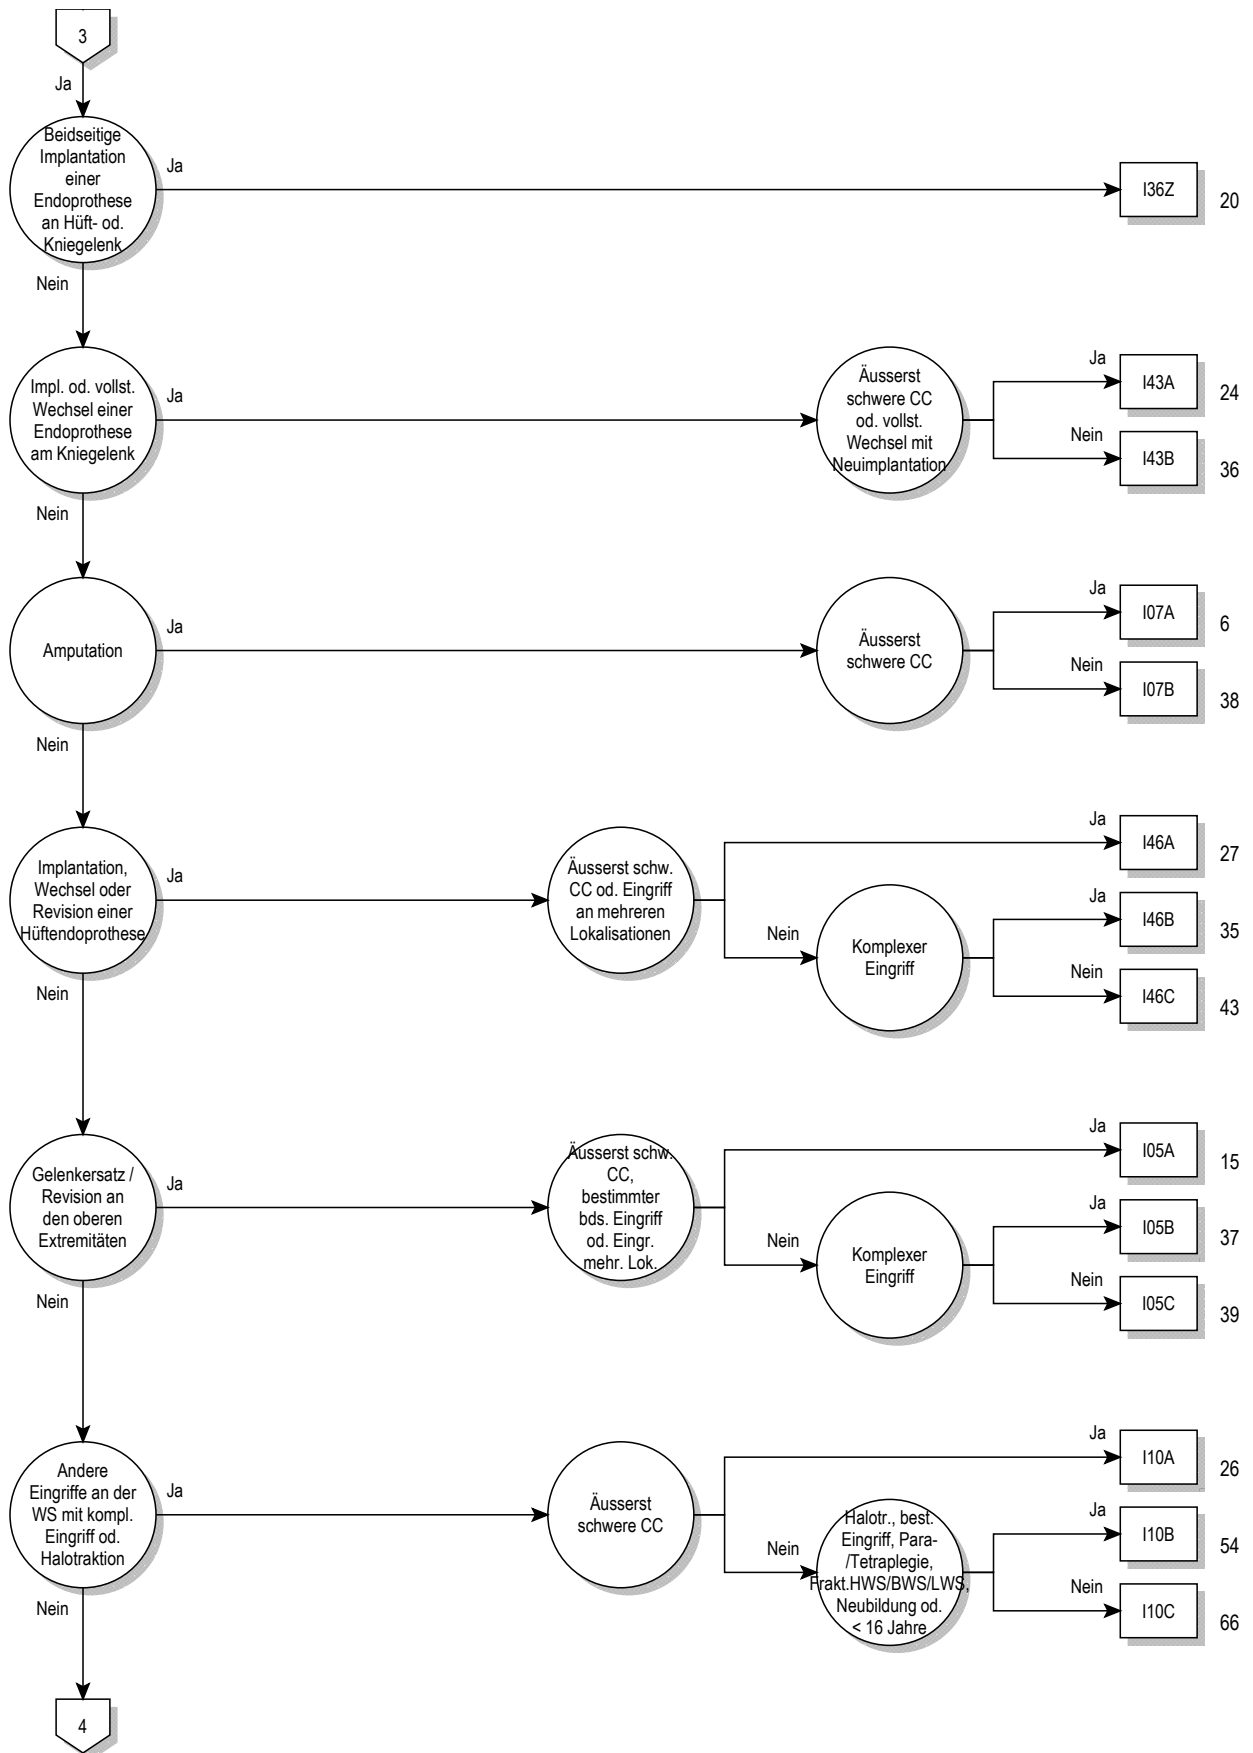 3
Ja
Beidseitige
Implantation
einer
Endoprothese
an Hüft- od.
Kniegelenk
Ja
I36Z
20
Nein
Impl. od. vollst.
Wechsel einer
Endoprothese
am Kniegelenk
Ja
Äusserst
schwere CC
od. vollst.
Wechsel mit
Neuimplantation
Ja
I43A
24
Nein
I43B
36
Nein
Amputation
Ja
Äusserst
schwere CC
Ja
I07A
6
Nein
I07B
38
Nein
Implantation,
Wechsel oder
Revision einer
Hüftendoprothese
Ja
Äusserst schw.
CC od. Eingriff
an mehreren
Lokalisationen
Ja
I46A
27
Nein
Komplexer
Eingriff
Ja
I46B
35
Nein
I46C
43
Nein
Gelenkersatz /
Revision an
den oberen
Extremitäten
Ja
Äusserst schw.
CC,
bestimmter
bds. Eingriff
od. Eingr.
mehr. Lok.
Ja
I05A
15
Nein
Komplexer
Eingriff
Ja
I05B
37
Nein
I05C
39
Nein
Andere
Eingriffe an der
WS mit kompl.
Eingriff od.
Halotraktion
Ja
Äusserst
schwere CC
Ja
I10A
26
Nein
Halotr., best.
Eingriff, Para-
/Tetraplegie,
Frakt.HWS/BWS/LWS,
Neubildung od.
< 16 Jahre
Ja
I10B
54
Nein
I10C
66
Nein
4